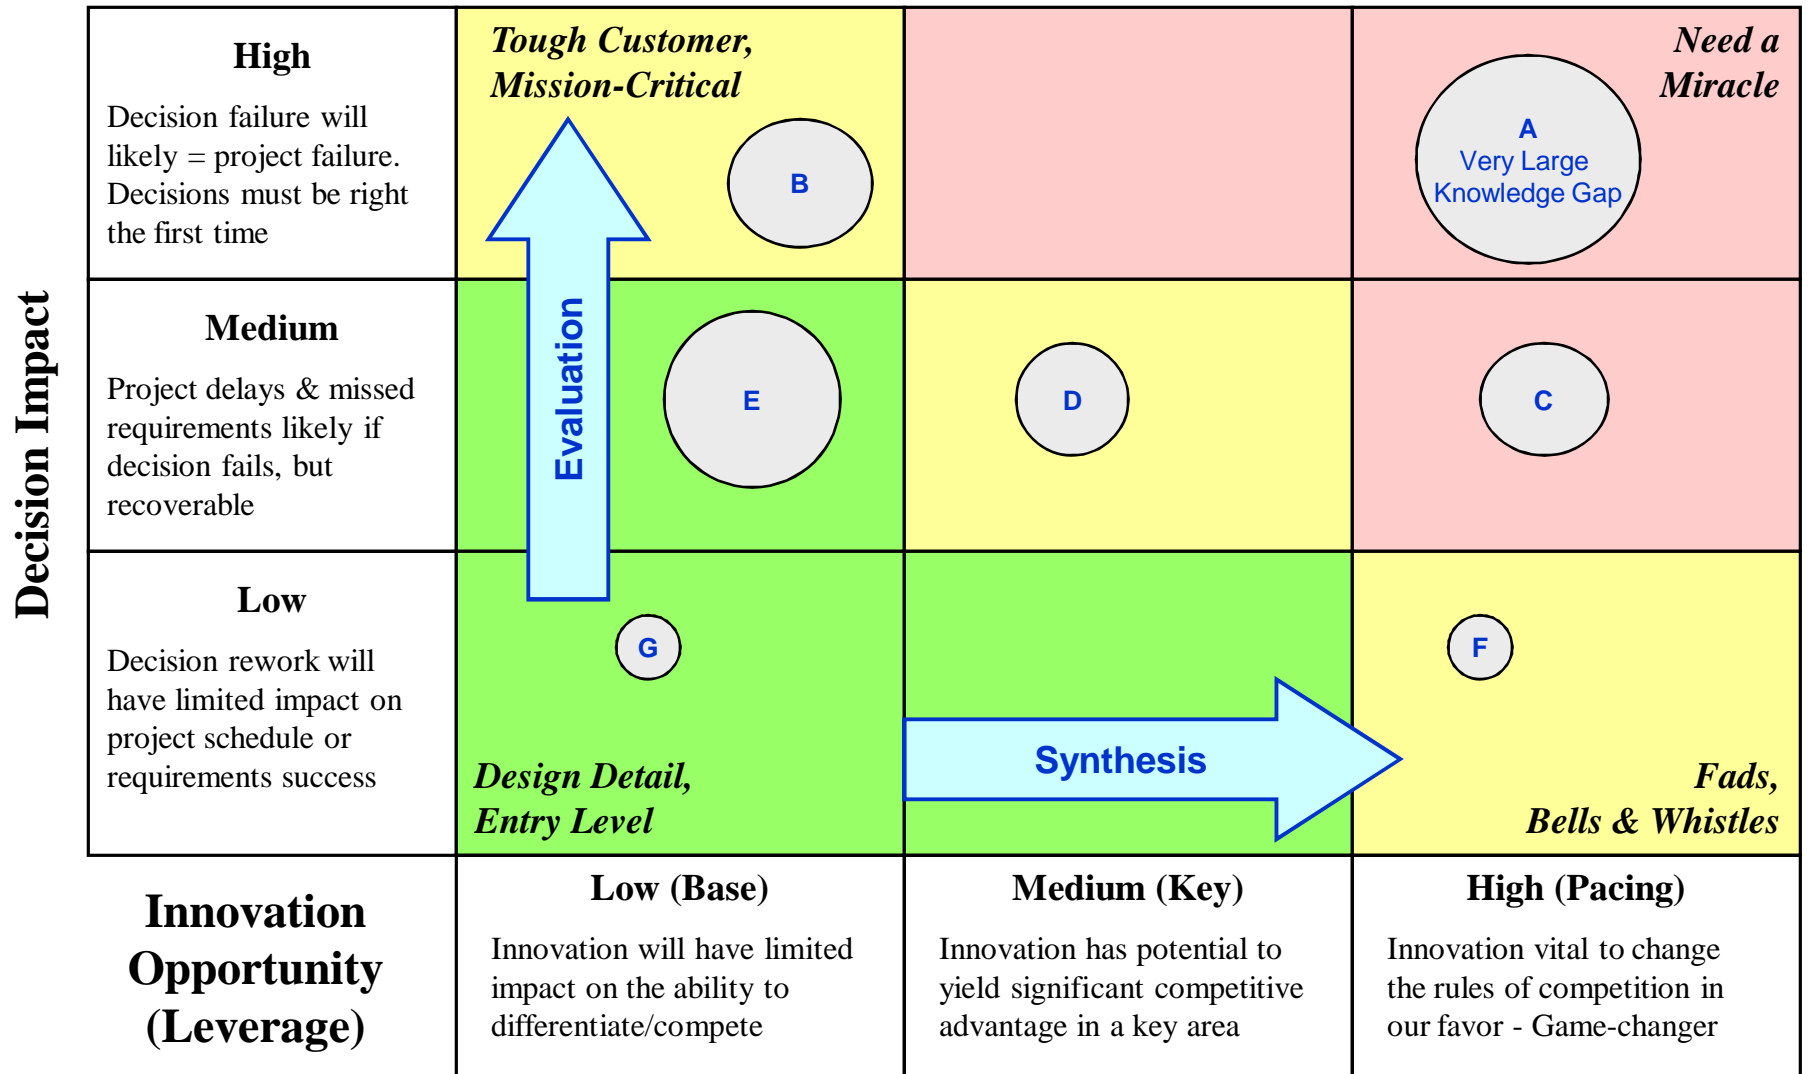 Decision Impact
High
Decision failure will
likely = project failure.
Decisions must be right
the first time
Tough Customer,
Mission-Critical
B
Need a
Miracle
A
Very Large
Knowledge Gap
Medium
Project delays & missed
requirements likely if
decision fails, but
recoverable
Evaluation
E
D
C
Low
Decision rework will
have limited impact on
project schedule or
requirements success
G
Design Detail,
Entry Level
Synthesis
F
Fads,
Bells & Whistles
Innovation
Opportunity
(Leverage)
Low (Base)
Innovation will have limited
impact on the ability to
differentiate/compete
Medium (Key)
Innovation has potential to
yield significant competitive
advantage in a key area
High (Pacing)
Innovation vital to change
the rules of competition in
our favor - Game-changer